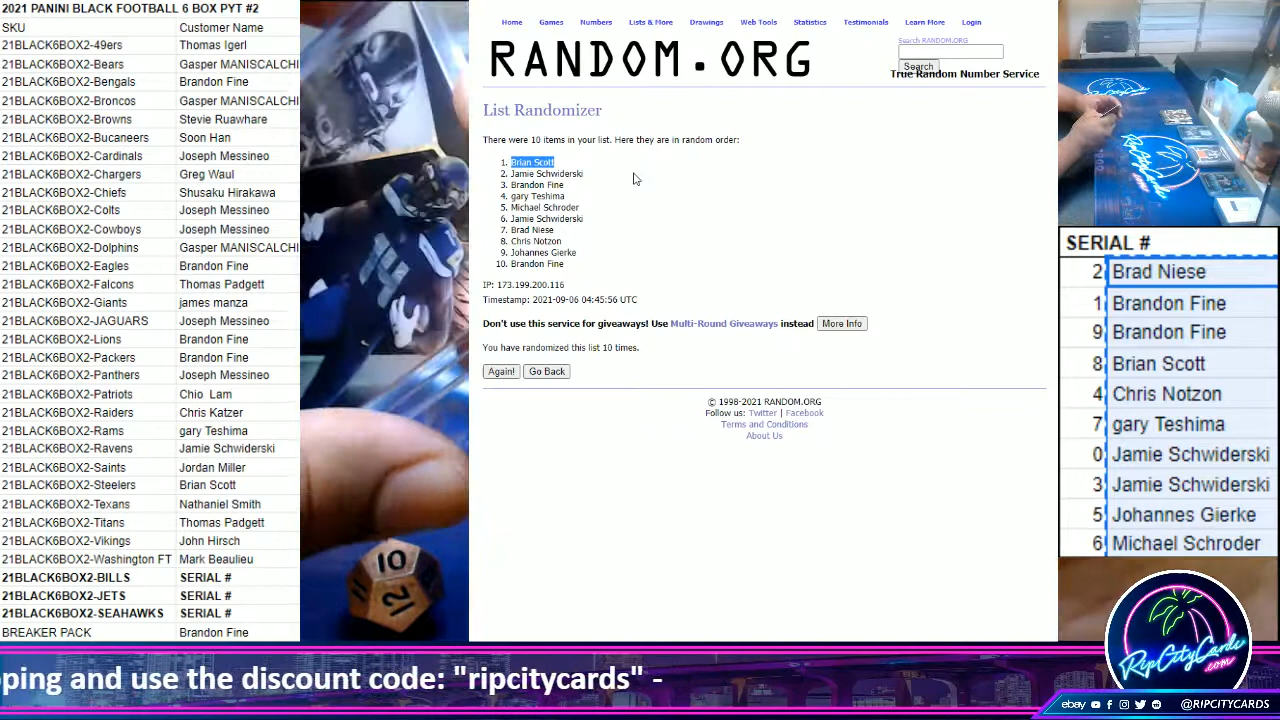 2021 PANINI BLACK FOOTBALL 6 BOX PYT #2
SKU Customer Name
21BLACK6BOX2-49ers Thomas Igerl
21BLACK6BOX2-Bears Gasper MANISCALCHI
21BLACK6BOX2-Bengals Brandon Fine
21BLACK6BOX2-Broncos Gasper MANISCALCHI
21BLACK6BOX2-Browns Stevie Ruawhare
21BLACK6BOX2-Bucaneers Soon Han
21BLACK6BOX2-Cardinals Joseph Messineo
21BLACK6BOX2-Chargers Greg Waul
21BLACK6BOX2-Chiefs Shusaku Hirakawa
21BLACK6BOX2-Colts Joseph Messineo
21BLACK6BOX2-Cowboys Joseph Messineo
21BLACK6BOX2-Dolphins Gasper MANISCALCHI
21BLACK6BOX2-Eagles Brandon Fine
21BLACK6BOX2-Falcons Thomas Padgett
21BLACK6BOX2-Giants james manza
21BLACK6BOX2-JAGUARS Joseph Messineo
21BLACK6BOX2-Lions Brandon Fine
21BLACK6BOX2-Packers Brandon Fine
21BLACK6BOX2-Panthers Joseph Messineo
21BLACK6BOX2-Patriots Chio Lam
21BLACK6BOX2-Raiders Chris Katzer
21BLACK6BOX2-Rams gary Teshima
21BLACK6BOX2-Ravens Jamie Schwiderski
21BLACK6BOX2-Saints Jordan Miller
21BLACK6BOX2-Steelers Brian Scott
21BLACK6BOX2-Texans Nathaniel Smith
21BLACK6BOX2-Titans Thomas Padgett
21BLACK6BOX2-Vikings John Hirsch
21BLACK6BOX2-Washington FT Mark Beaulieu
21BLACK6BOX2-BILLS SERIAL #
21BLACK6BOX2-JETS SERIAL #
21BLACK6BOX2-SEAHAWKS SERIAL #
BREAKER PACK Brandon Fine
10
11
12
Home Games Numbers Lists & More Drawings Web Tools Statistics Testimonials Learn More Login
RANDOM.ORG
Search RANDOM.ORG
Search
True Random Number Service
List Randomizer
There were 10 items in your list. Here they are in random order:
1. Brian Scott
2. Jamie Schwiderski
3. Brandon Fine
4. gary Teshima
5. Michael Schroder
6. Jamie Schwiderski
7. Brad Niese
8. Chris Notzon
9. Johannes Gierke
10. Brandon Fine
IP: 173.199.200.116
Timestamp: 2021-09-06 04:45:56 UTC
Don't use this service for giveaways! Use Multi-Round Giveaways instead More Info
You have randomized this list 10 times.
Again! Go Back
© 1998-2021 RANDOM.ORG
Follow us: Twitter | Facebook
Terms and Conditions
About Us
SERIAL #
2 Brad Niese
1 Brandon Fine
9 Brandon Fine
8 Brian Scott
4 Chris Notzon
7 gary Teshima
0 Jamie Schwiderski
3 Jamie Schwiderski
5 Johannes Gierke
6 Michael Schroder
RipCityCards
.com
pping and use the discount code: "ripcitycards" -
ebay @RIPCITYCARDS